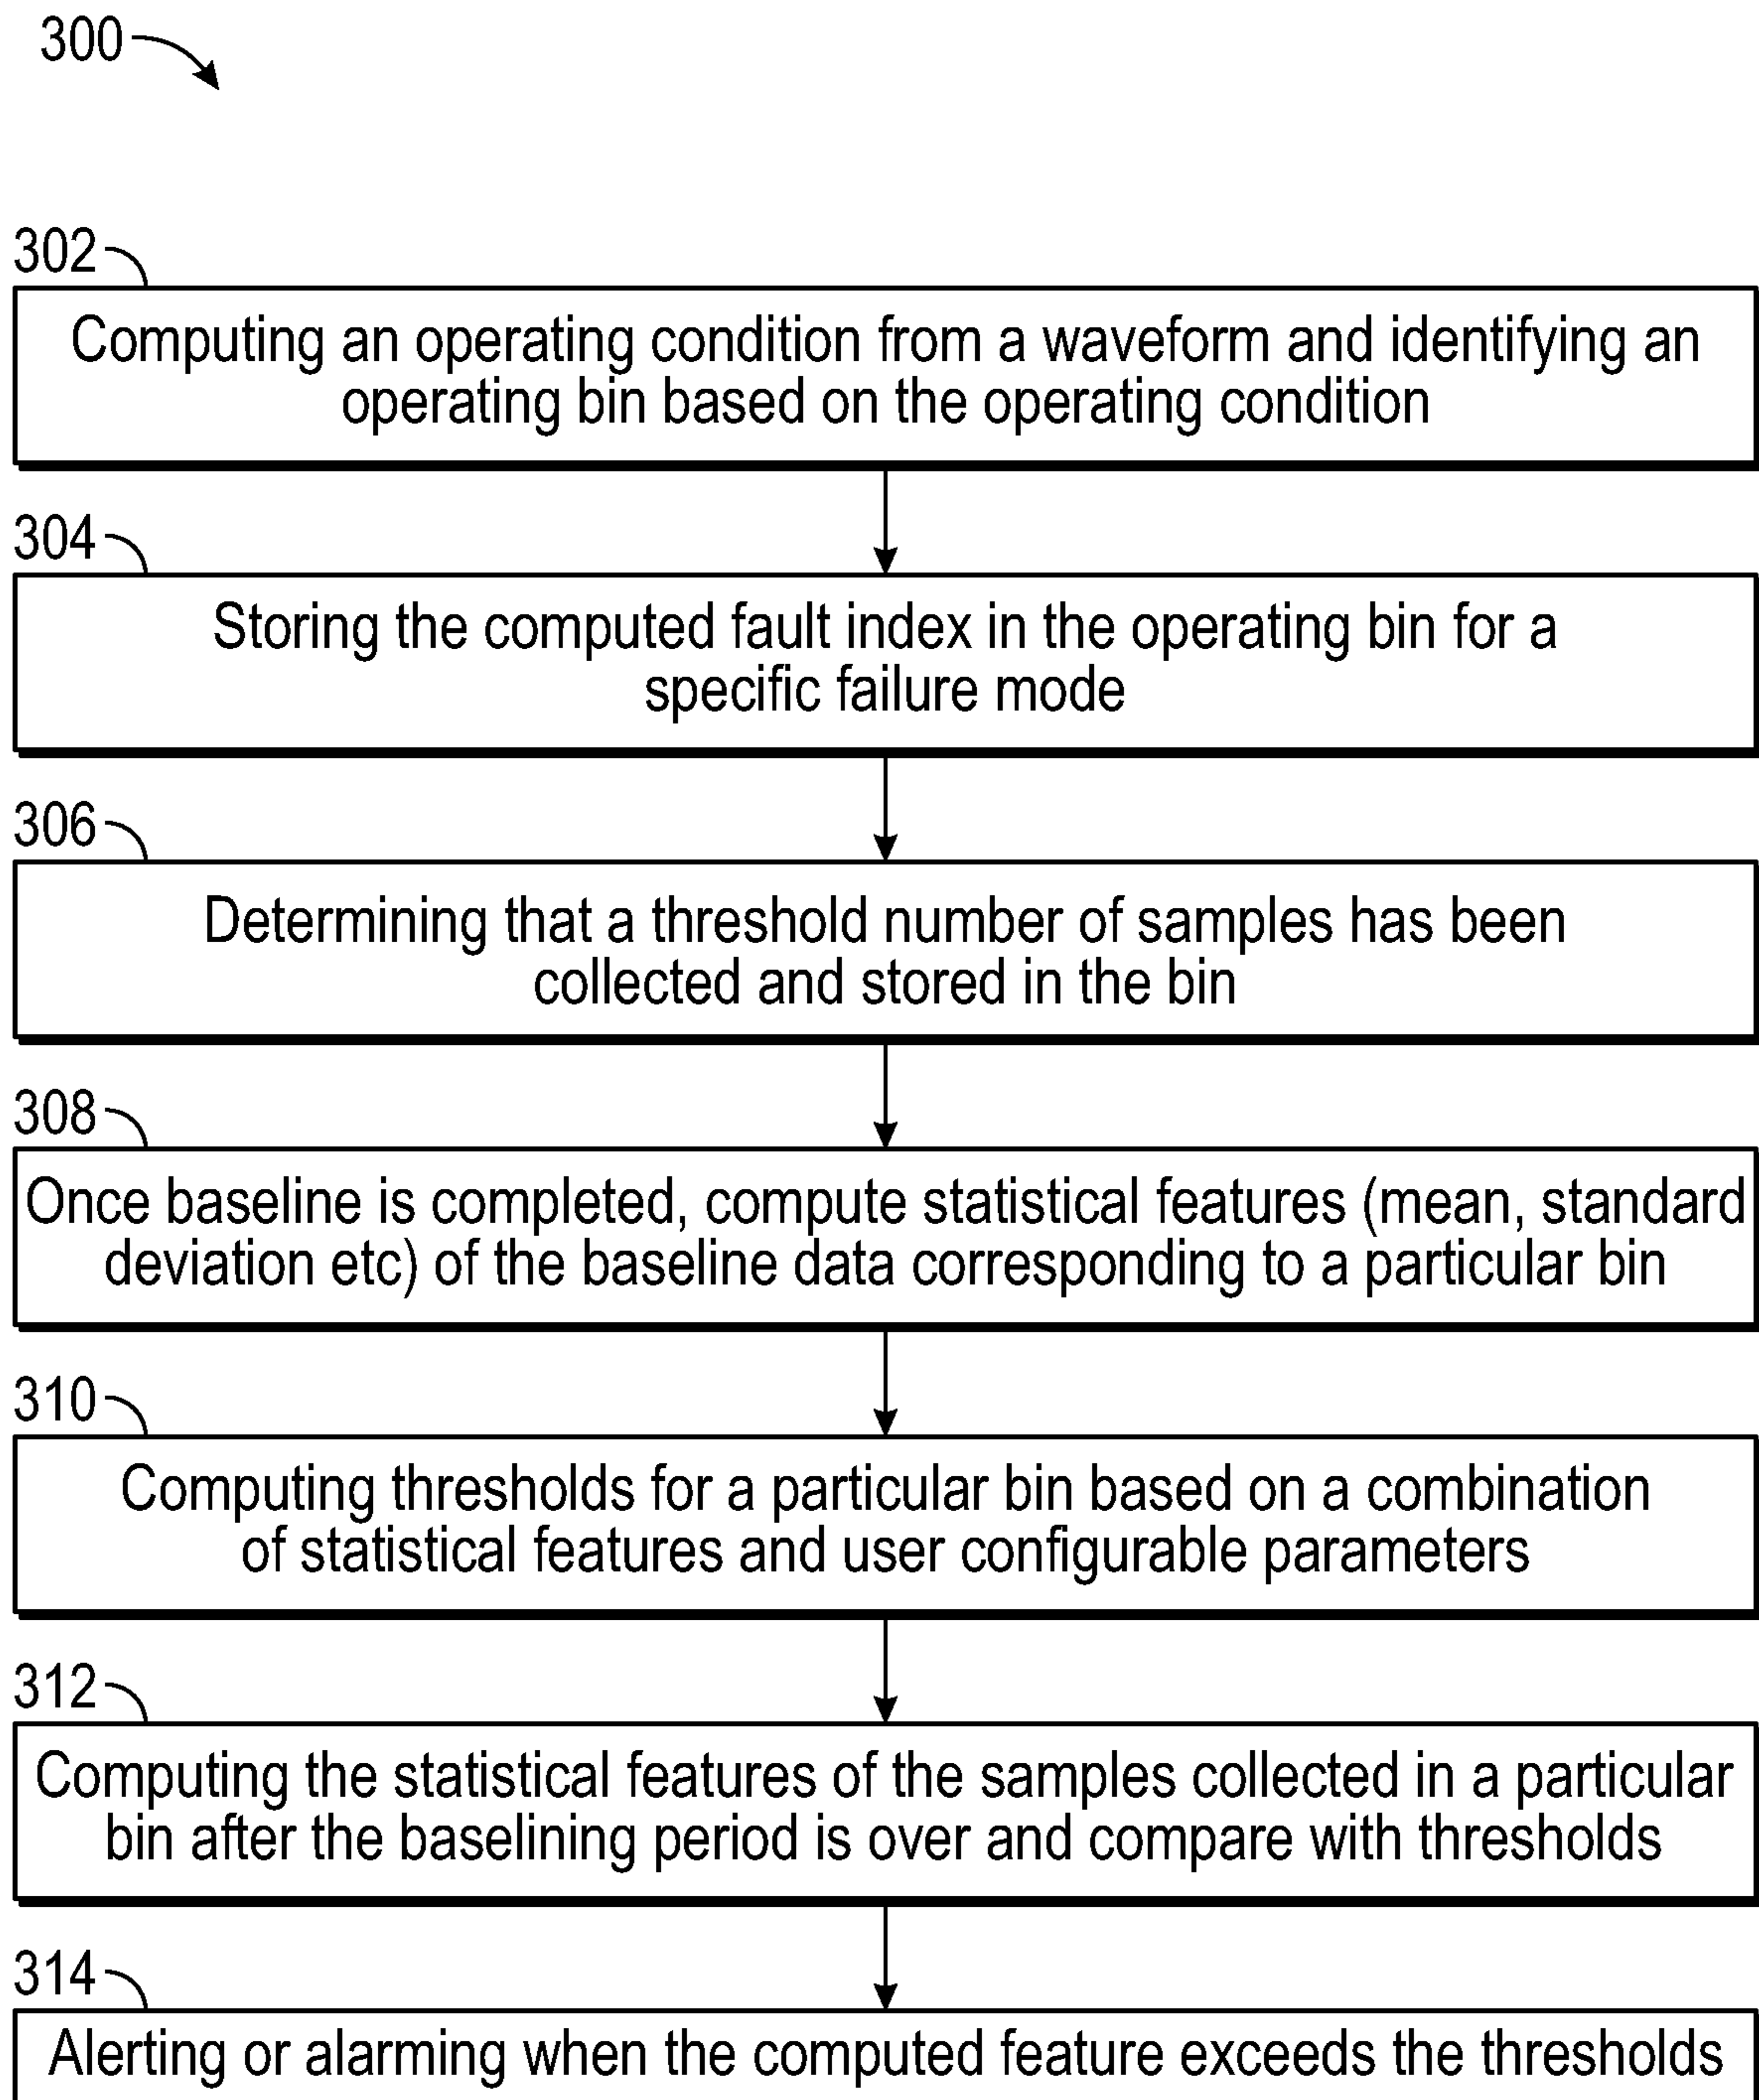 300
302
Computing an operating condition from a waveform and identifying an
operating bin based on the operating condition
304
Storing the computed fault index in the operating bin for a
specific failure mode
306
Determining that a threshold number of samples has been
collected and stored in the bin
308
Once baseline is completed, compute statistical features (mean, standard
deviation etc) of the baseline data corresponding to a particular bin
310
Computing thresholds for a particular bin based on a combination
of statistical features and user configurable parameters
312
Computing the statistical features of the samples collected in a particular
bin after the baselining period is over and compare with thresholds
314
Alerting or alarming when the computed feature exceeds the thresholds